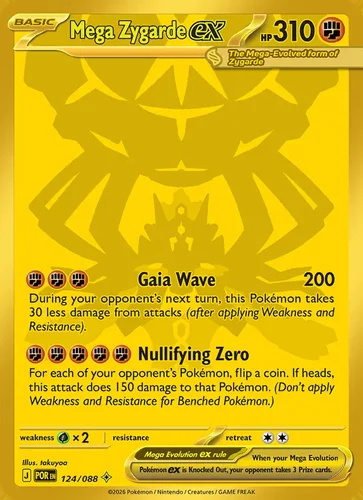 BASIC Mega Zygarde ex HP 310
The Mega-Evolved form of
Zygarde
Gaia Wave 200
During your opponent's next turn, this Pokémon takes
30 less damage from attacks (after applying Weakness and
Resistance).
Nullifying Zero
For each of your opponent's Pokémon, flip a coin. If heads,
this attack does 150 damage to that Pokémon. (Don't apply
Weakness and Resistance for Benched Pokémon.)
weakness × 2 resistance retreat
Illus. takuyoa
J POR EN 124/088
Mega Evolution ex rule
When your Mega Evolution
Pokémon ex is Knocked Out, your opponent takes 3 Prize cards.
©2026 Pokémon / Nintendo / Creatures / GAME FREAK